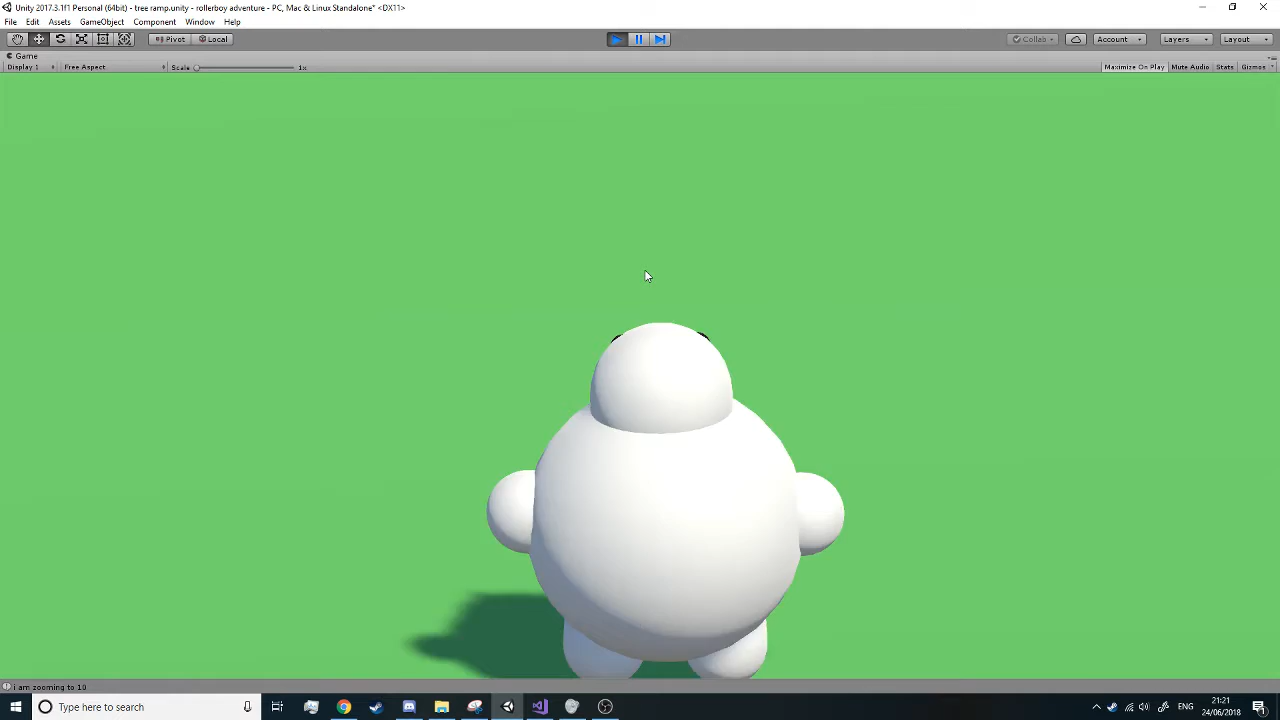 Unity 2017.3.1f1 Personal (64bit) - tree ramp.unity - rollerboy adventure - PC, Mac & Linux Standalone* <DX11>
File Edit Assets GameObject Component Window Help
Pivot Local Collab Account Layers Layout
Game
Display 1 Free Aspect Scale 1x Maximize On Play Mute Audio Stats Gizmos
i am zooming to 10
Type here to search
ENG
21:21
24/06/2018
1